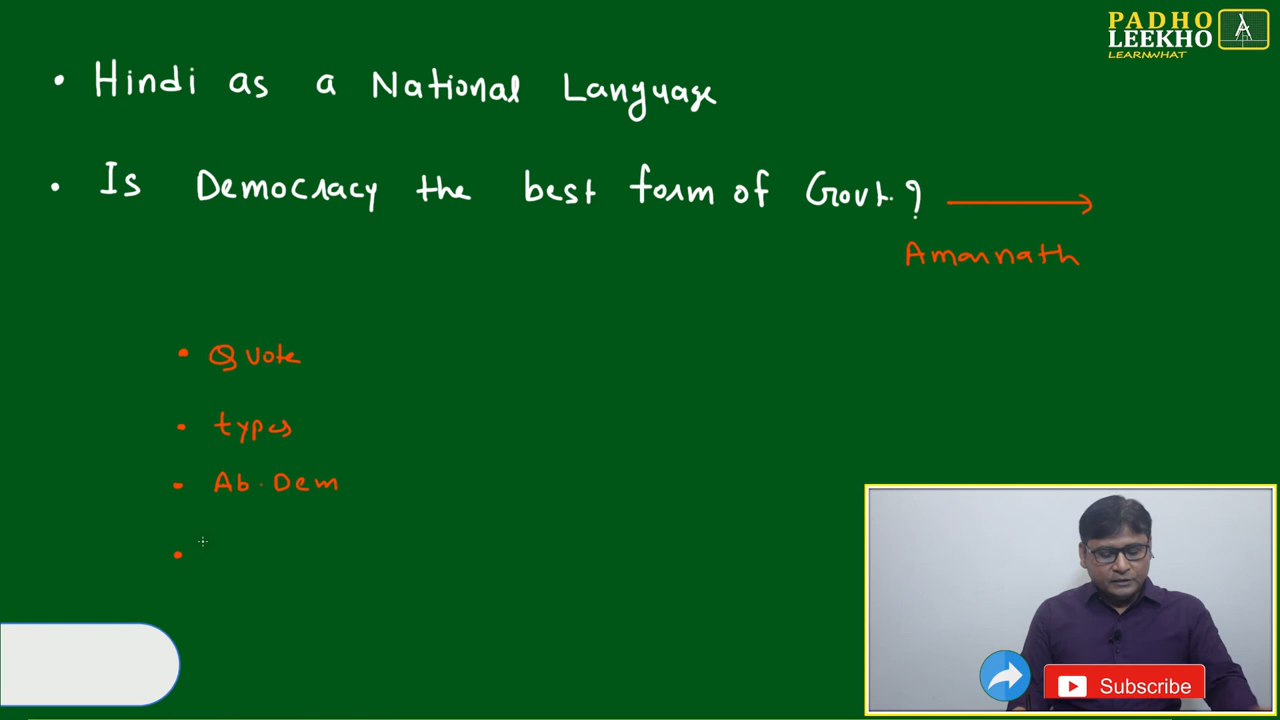 PADHO
LEEKHO
LEARNWHAT
• Hindi as a National Language
• Is Democracy the best form of Govt.?
Amarnath
• Quote
• types
• Ab. Dem
•
Subscribe